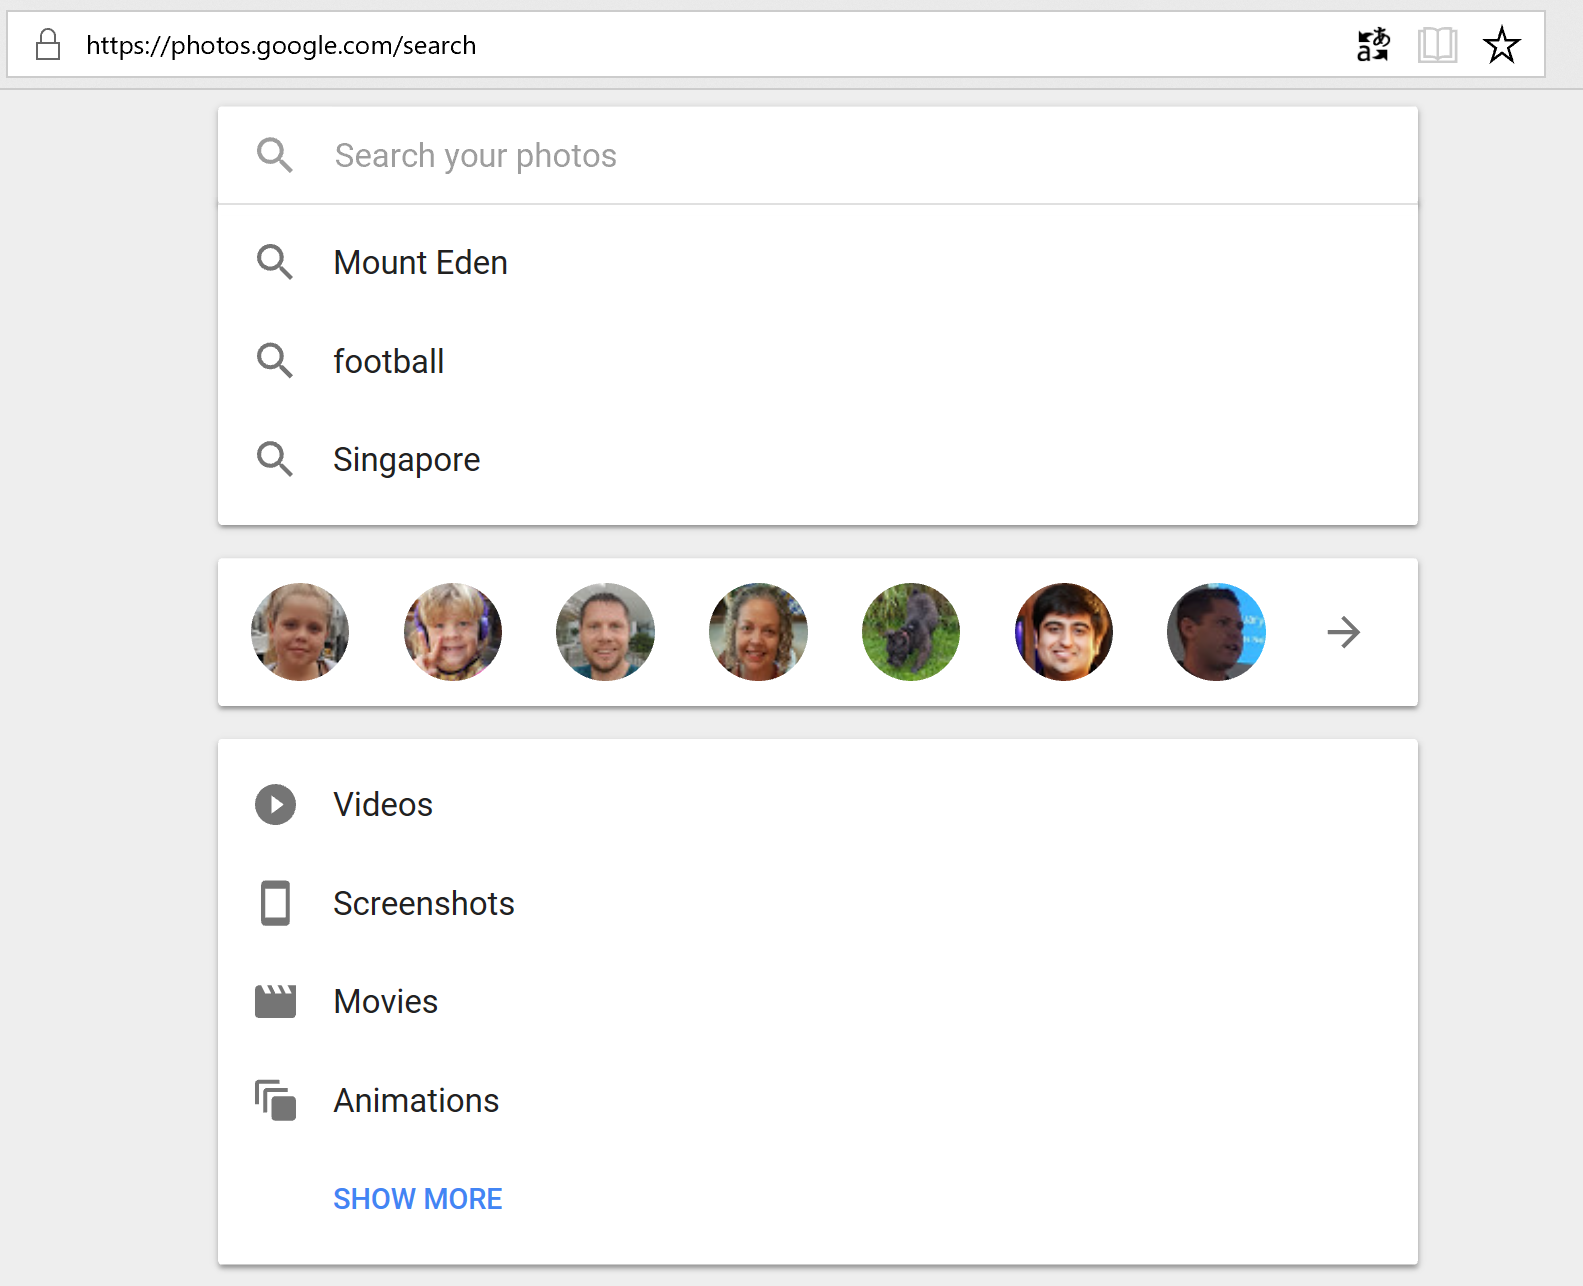 https://photos.google.com/search
Search your photos
Mount Eden
football
Singapore
Videos
Screenshots
Movies
Animations
SHOW MORE